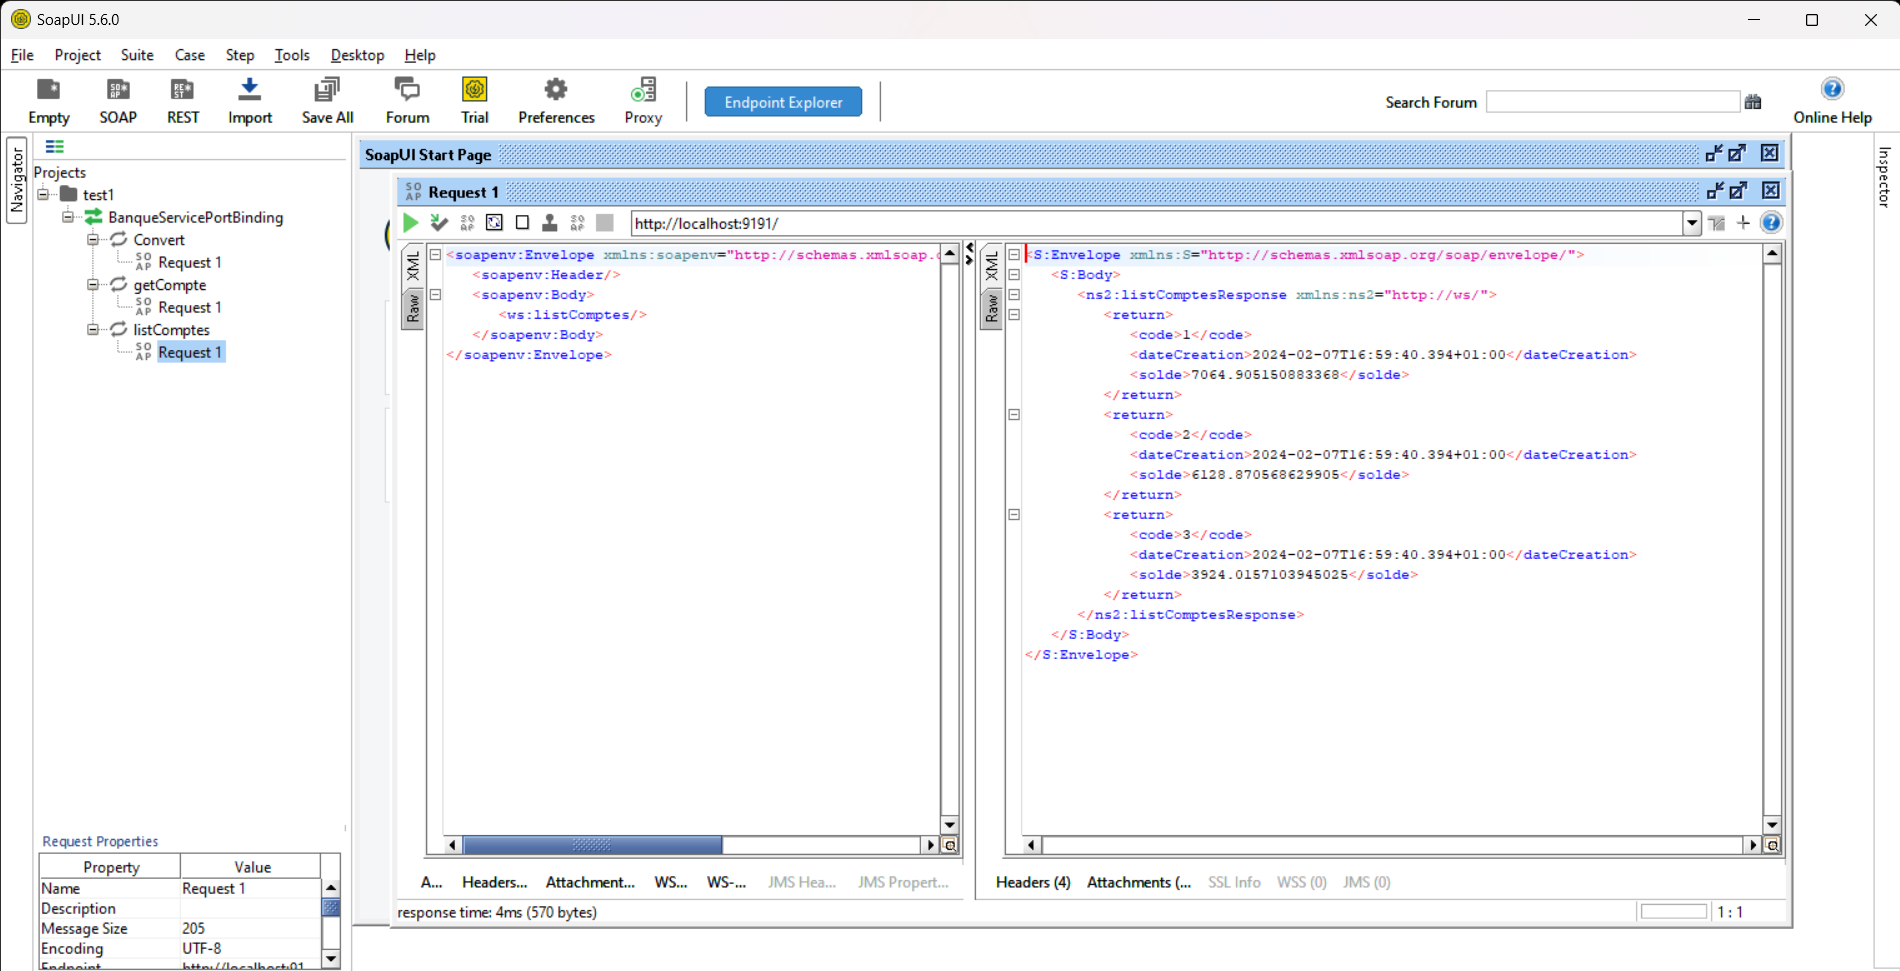 SoapUI 5.6.0
File Project Suite Case Step Tools Desktop Help
Empty SOAP REST Import Save All Forum Trial Preferences Proxy Endpoint Explorer Search Forum Online Help
Navigator
Projects
test1
BanqueServicePortBinding
Convert
Request 1
getCompte
Request 1
listComptes
Request 1
Request Properties
Property Value
Name Request 1
Description
Message Size 205
Encoding UTF-8
Endpoint http://localhost:91
SoapUI Start Page
Request 1
http://localhost:9191/
XML
Raw
<soapenv:Envelope xmlns:soapenv="http://schemas.xmlsoap.
<soapenv:Header/>
<soapenv:Body>
<ws:listComptes/>
</soapenv:Body>
</soapenv:Envelope>
A... Headers... Attachment... WS... WS-... JMS Hea... JMS Propert...
XML
Raw
<S:Envelope xmlns:S="http://schemas.xmlsoap.org/soap/envelope/">
<S:Body>
<ns2:listComptesResponse xmlns:ns2="http://ws/">
<return>
<code>1</code>
<dateCreation>2024-02-07T16:59:40.394+01:00</dateCreation>
<solde>7064.905150883368</solde>
</return>
<return>
<code>2</code>
<dateCreation>2024-02-07T16:59:40.394+01:00</dateCreation>
<solde>6128.870568629905</solde>
</return>
<return>
<code>3</code>
<dateCreation>2024-02-07T16:59:40.394+01:00</dateCreation>
<solde>3924.0157103945025</solde>
</return>
</ns2:listComptesResponse>
</S:Body>
</S:Envelope>
Headers (4) Attachments (... SSL Info WSS (0) JMS (0)
response time: 4ms (570 bytes)
1 : 1
Inspector